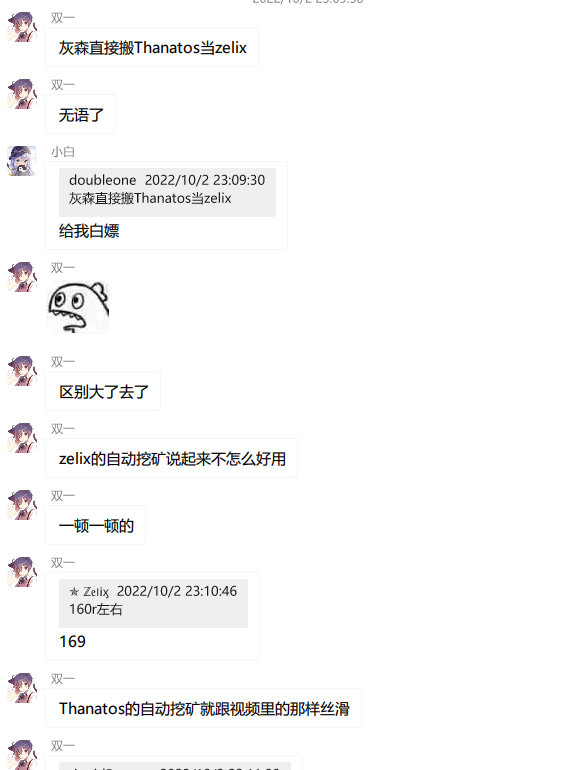 双一
灰森直接搬Thanatos当zelix
双一
无语了
小白
doubleone 2022/10/2 23:09:30
灰森直接搬Thanatos当zelix
给我白嫖
双一
双一
区别大了去了
双一
zelix的自动挖矿说起来不怎么好用
双一
一顿一顿的
双一
✯ ℤ𝕖𝕝𝕚𝕩 2022/10/2 23:10:46
160r左右
169
双一
Thanatos的自动挖矿就跟视频里的那样丝滑
双一